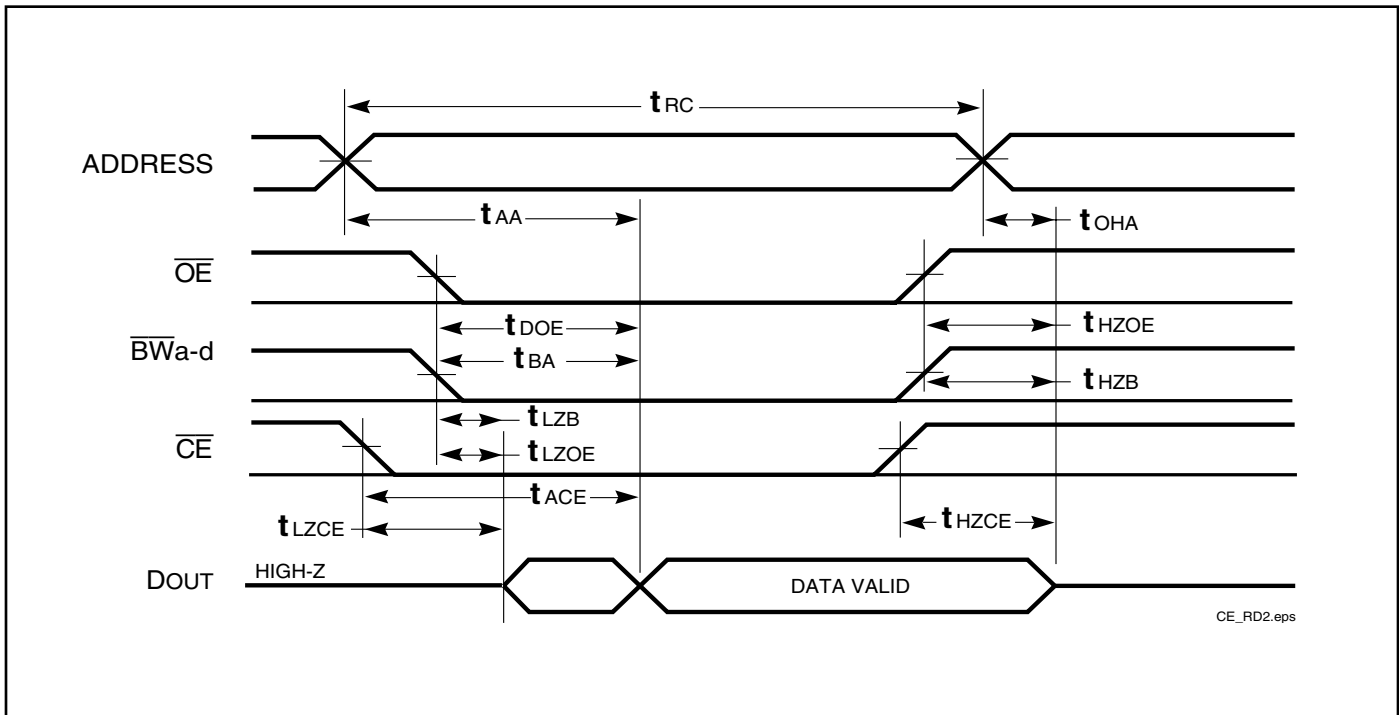 tRC
ADDRESS
tAA
tOHA
OE
tDOE
tHZOE
BWa-d
tBA
tHZB
tLZB
CE
tLZOE
tACE
tLZCE
tHZCE
DOUT
HIGH-Z
DATA VALID
CE_RD2.eps